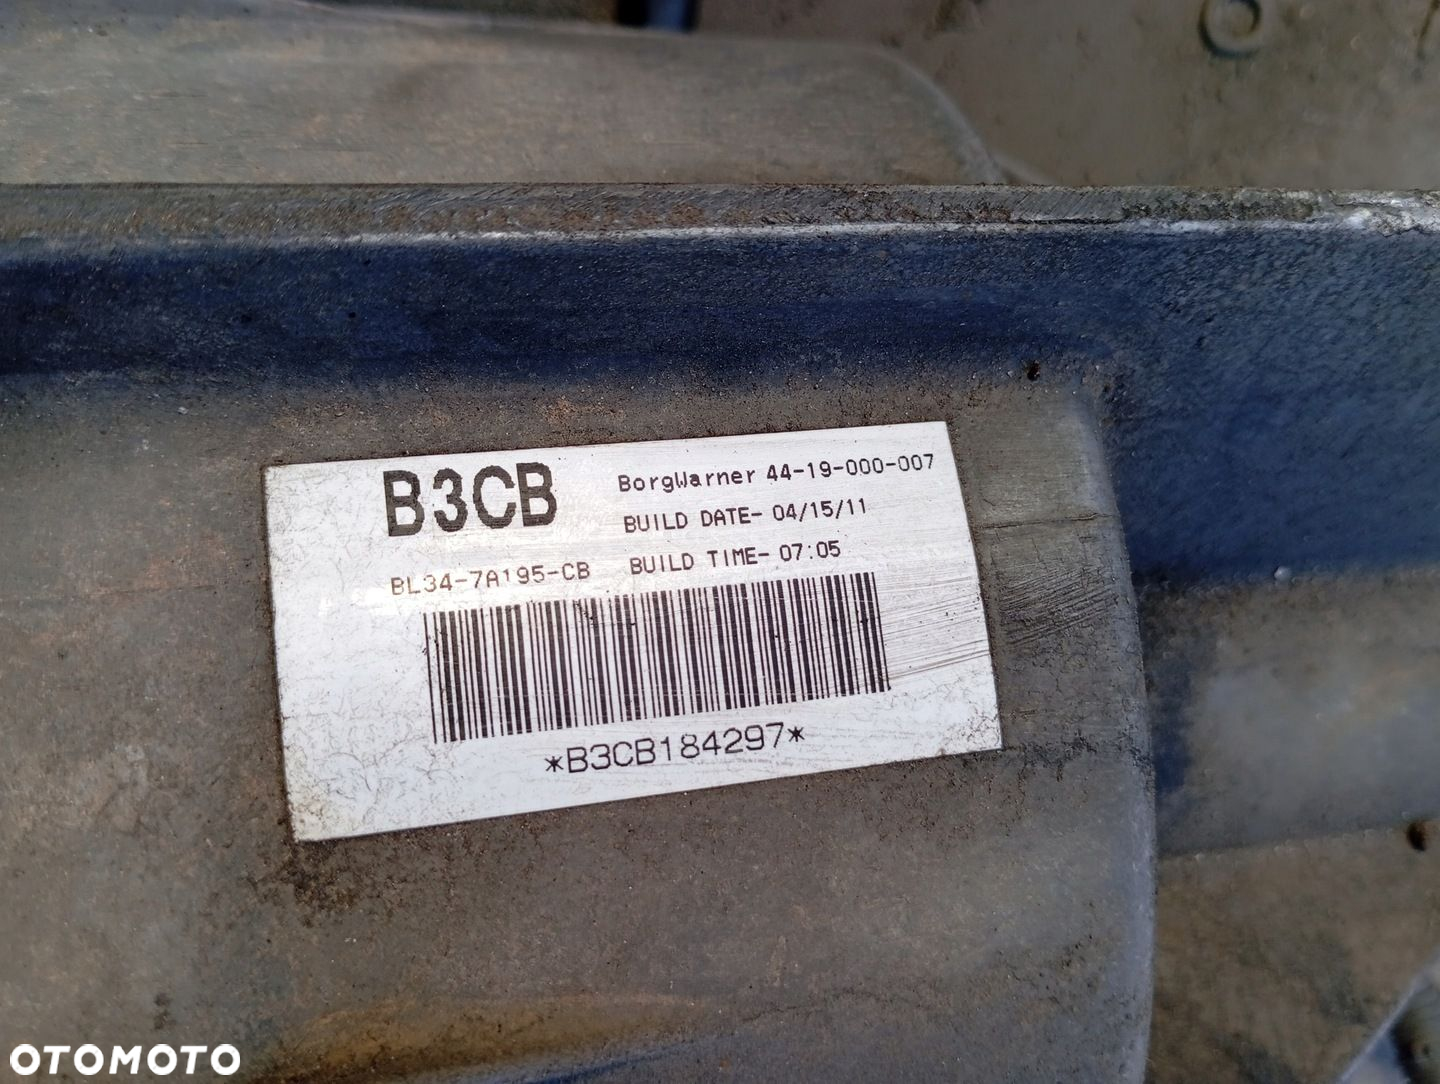 B3CB
BorgWarner 44-19-000-007
BUILD DATE- 04/15/11
BL34-7A195-CB
BUILD TIME- 07:05
*B3CB184297*
OTOMOTO